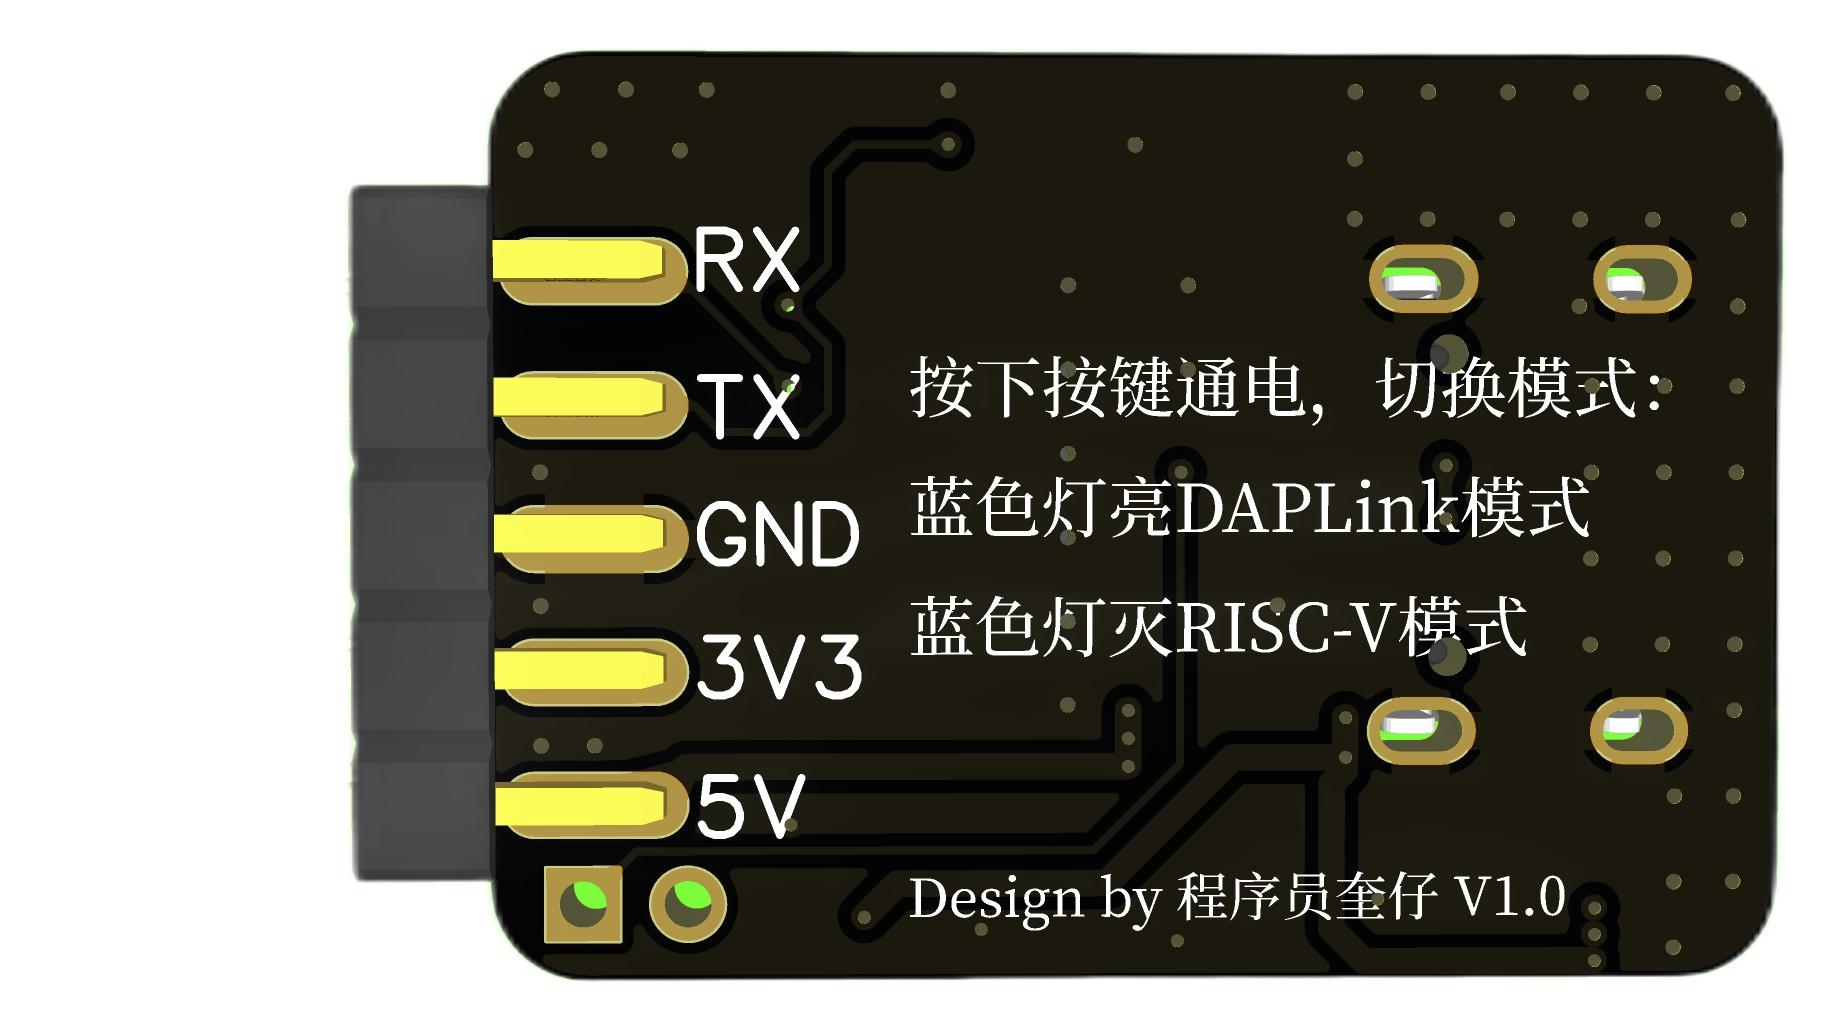 RX
TX
GND
3V3
5V
按下按键通电， 切换模式：
蓝色灯亮DAPLink模式
蓝色灯灭RISC-V模式
Design by 程序员奎仔 V1.0